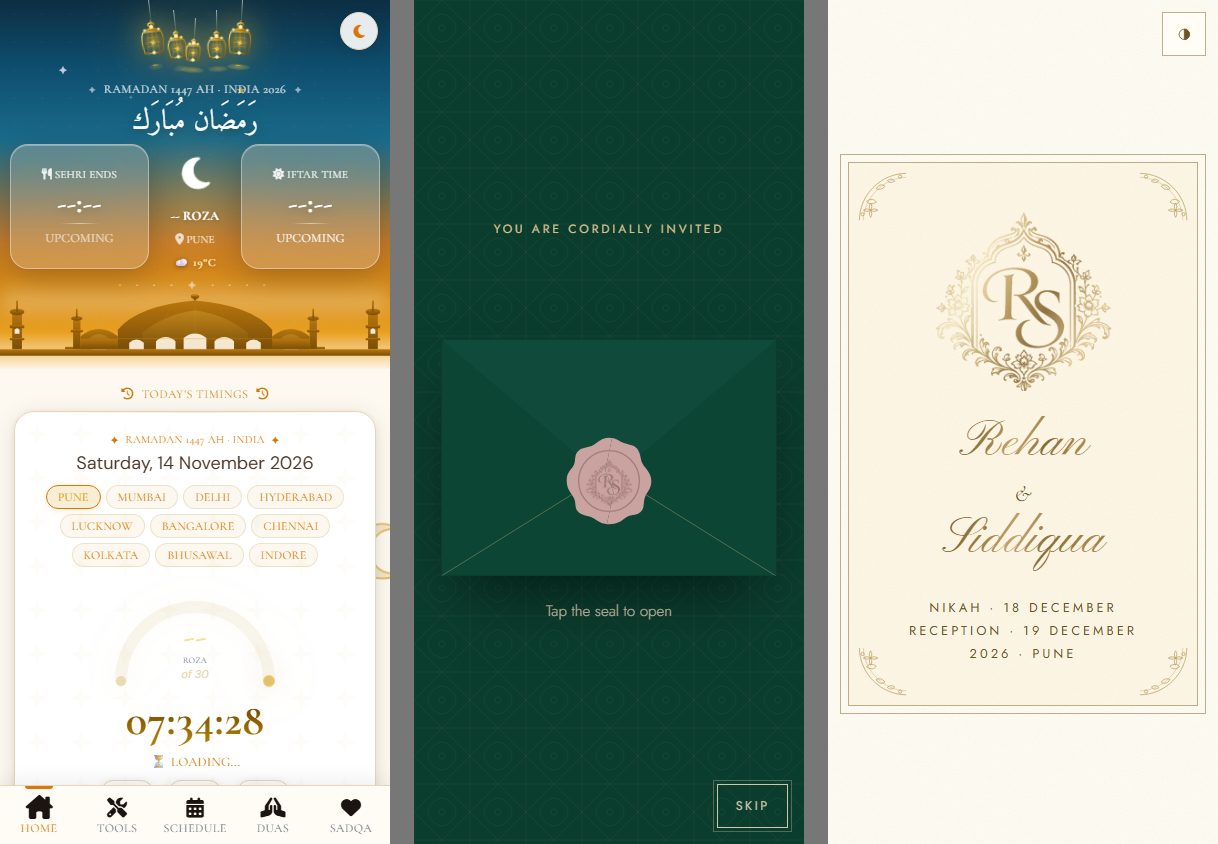 RAMADAN 1447 AH · INDIA 2026
رَمَضَان مُبَارَك
SEHRI ENDS
--:--
UPCOMING
-- ROZA
PUNE
19°C
IFTAR TIME
--:--
UPCOMING
TODAY'S TIMINGS
RAMADAN 1447 AH · INDIA
Saturday, 14 November 2026
PUNE MUMBAI DELHI HYDERABAD
LUCKNOW BANGALORE CHENNAI
KOLKATA BHUSAWAL INDORE
--
ROZA
of 30
07:34:28
LOADING...
HOME TOOLS SCHEDULE DUAS SADQA
YOU ARE CORDIALLY INVITED
RS
Tap the seal to open
SKIP
RS
Rehan
&
Siddiqua
NIKAH · 18 DECEMBER
RECEPTION · 19 DECEMBER
2026 · PUNE